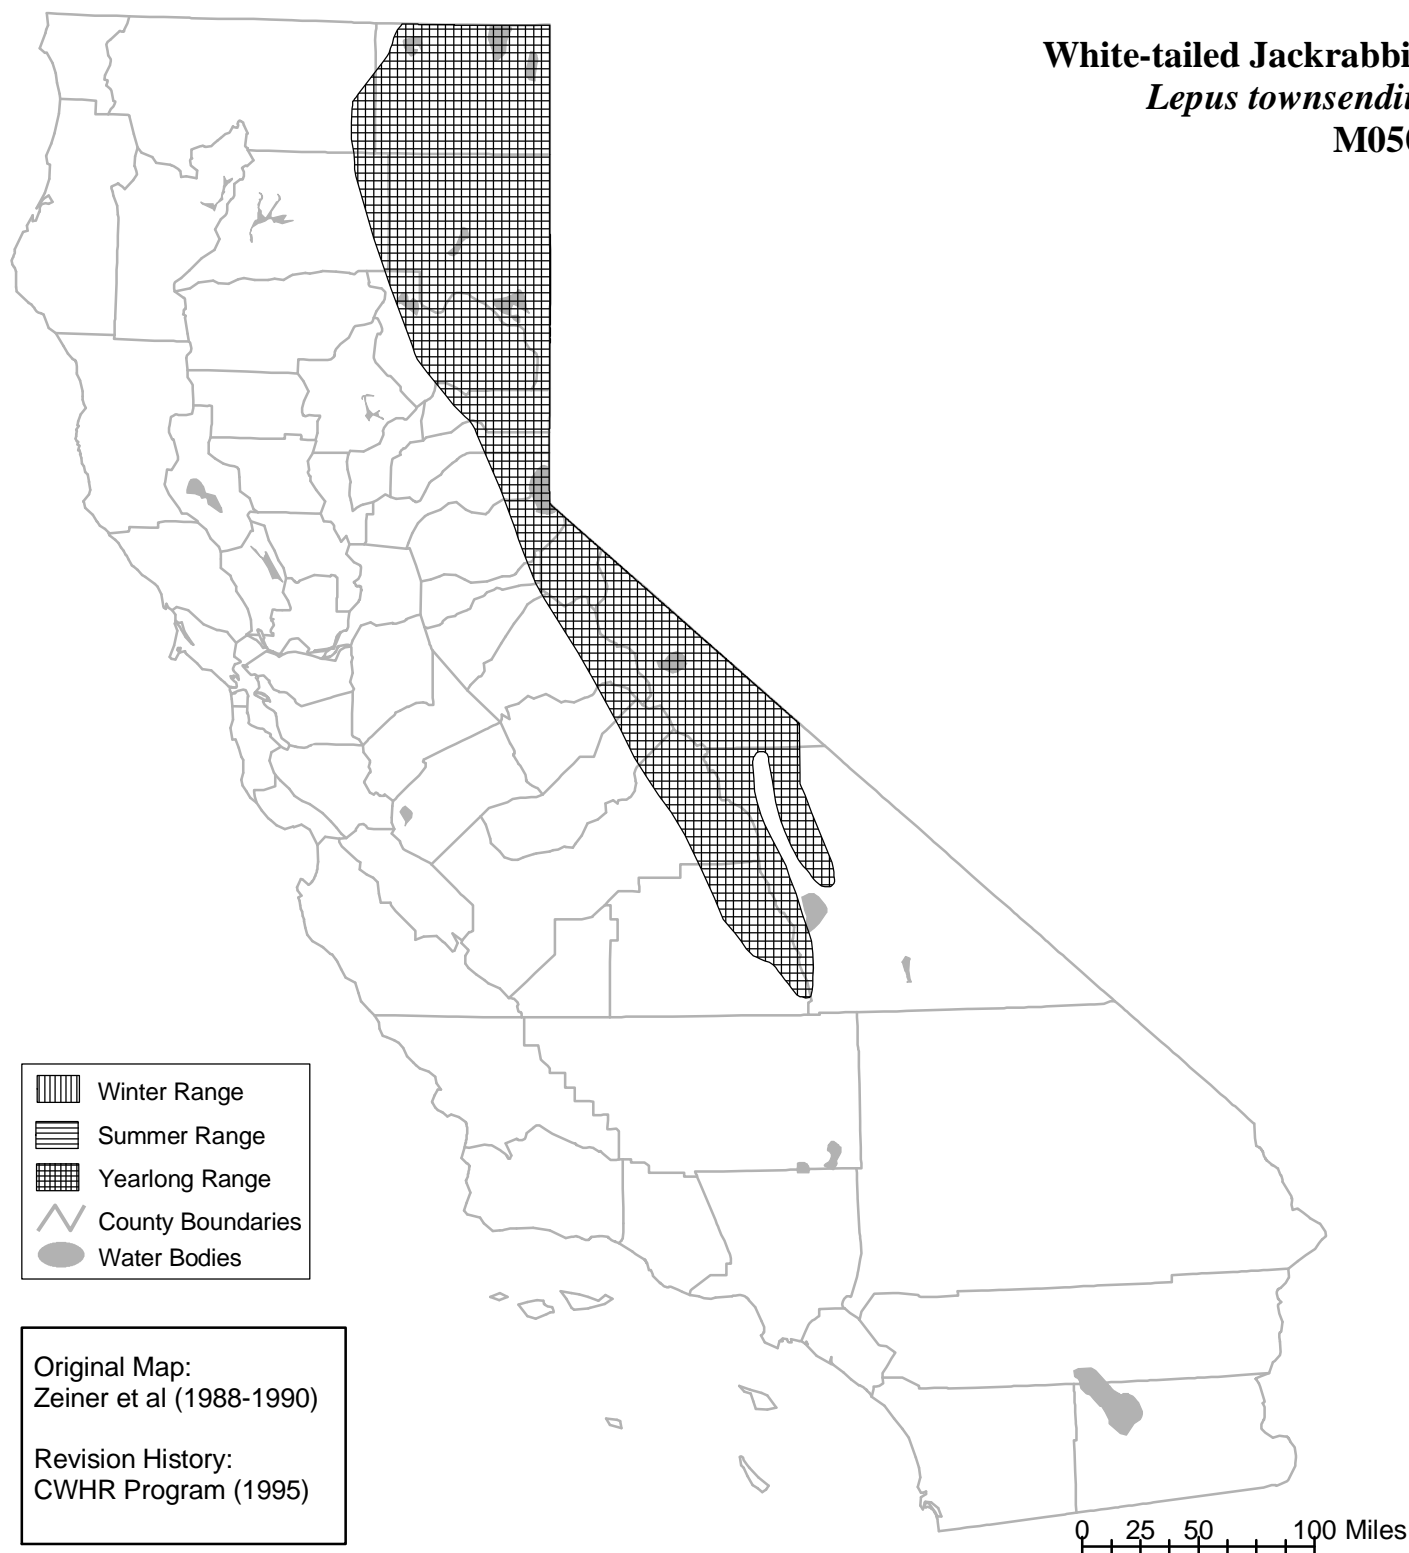 White-tailed Jackrabbi
Lepus townsendii
M050
Winter Range
Summer Range
Yearlong Range
County Boundaries
Water Bodies
Original Map:
Zeiner et al (1988-1990)
Revision History:
CWHR Program (1995)
0 25 50 100 Miles